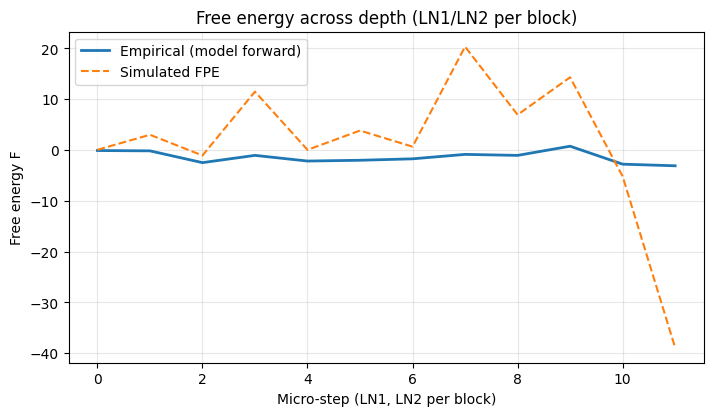 Free energy across depth (LN1/LN2 per block)
Empirical (model forward)
Simulated FPE
Free energy F
20
10
0
−10
−20
−30
−40
0 2 4 6 8 10
Micro-step (LN1, LN2 per block)